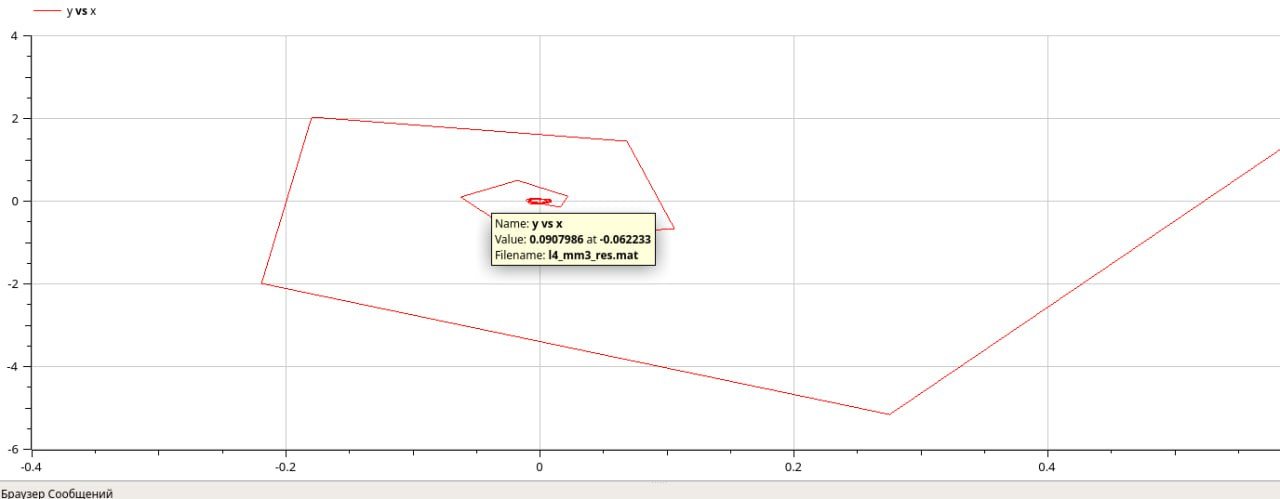 y vs x
4
2
0
-2
-4
-6
-0.4
-0.2
0
0.2
0.4
Name: y vs x
Value: 0.0907986 at -0.062233
Filename: l4_mm3_res.mat
Браузер Сообщений